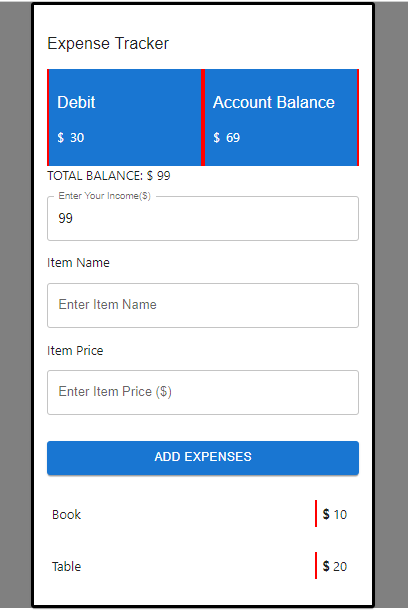 Expense Tracker
Debit
$ 30
Account Balance
$ 69
TOTAL BALANCE: $ 99
Enter Your Income($)
99
Item Name
Enter Item Name
Item Price
Enter Item Price ($)
ADD EXPENSES
Book $ 10
Table $ 20